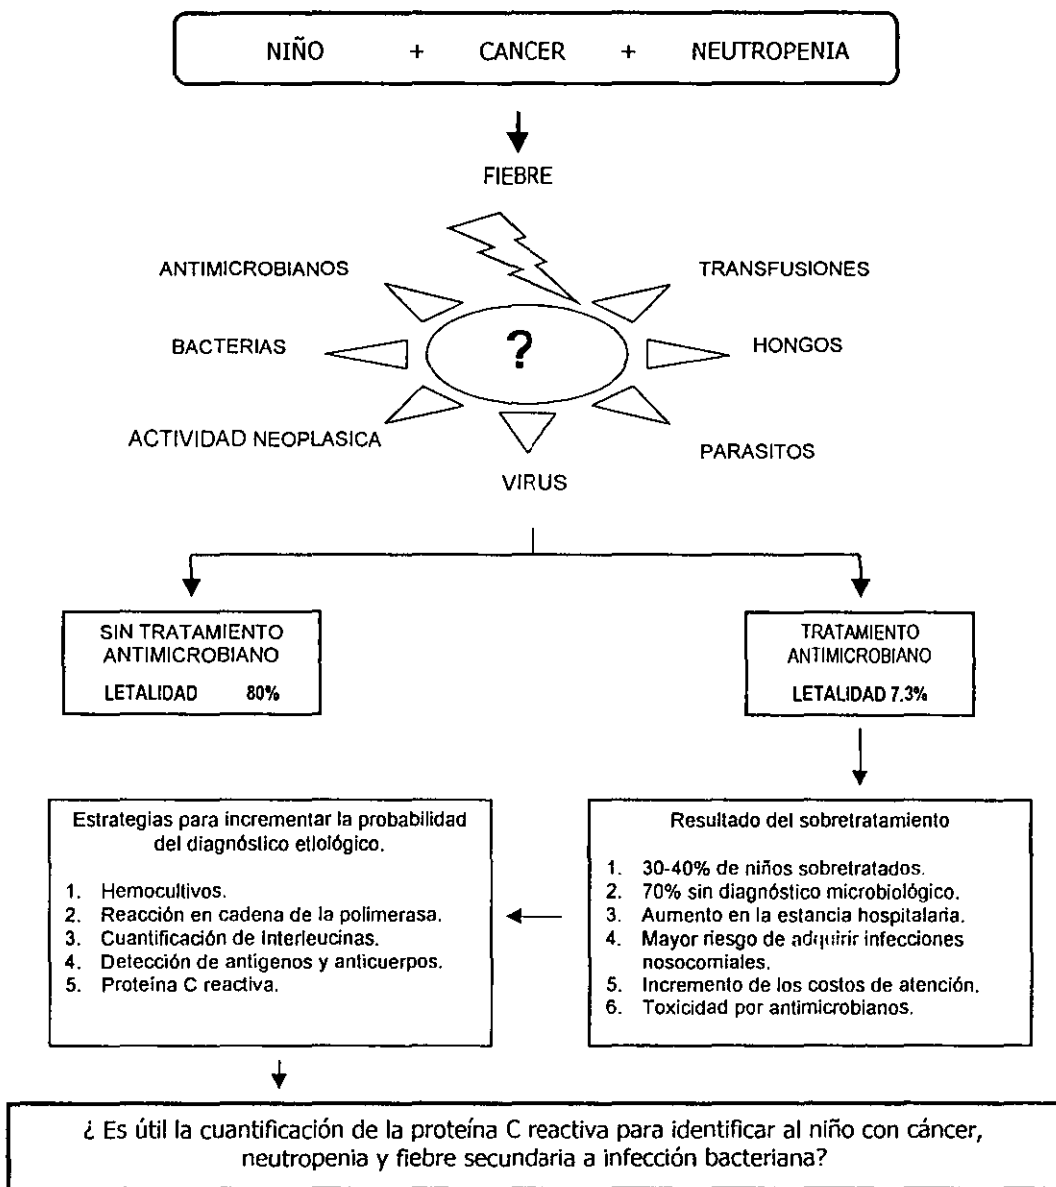 NIÑO + CANCER + NEUTROPENIA
FIEBRE
ANTIMICROBIANOS
TRANSFUSIONES
BACTERIAS
?
HONGOS
ACTIVIDAD NEOPLASICA
PARASITOS
VIRUS
SIN TRATAMIENTO
ANTIMICROBIANO
LETALIDAD 80%
TRATAMIENTO
ANTIMICROBIANO
LETALIDAD 7.3%
Estrategias para incrementar la probabilidad
del diagnóstico etiológico.
1. Hemocultivos.
2. Reacción en cadena de la polimerasa.
3. Cuantificación de Interleucinas.
4. Detección de antígenos y anticuerpos.
5. Proteína C reactiva.
Resultado del sobretratamiento
1. 30-40% de niños sobretratados.
2. 70% sin diagnóstico microbiológico.
3. Aumento en la estancia hospitalaria.
4. Mayor riesgo de adquirir infecciones
nosocomiales.
5. Incremento de los costos de atención.
6. Toxicidad por antimicrobianos.
¿ Es útil la cuantificación de la proteína C reactiva para identificar al niño con cáncer,
neutropenia y fiebre secundaria a infección bacteriana?